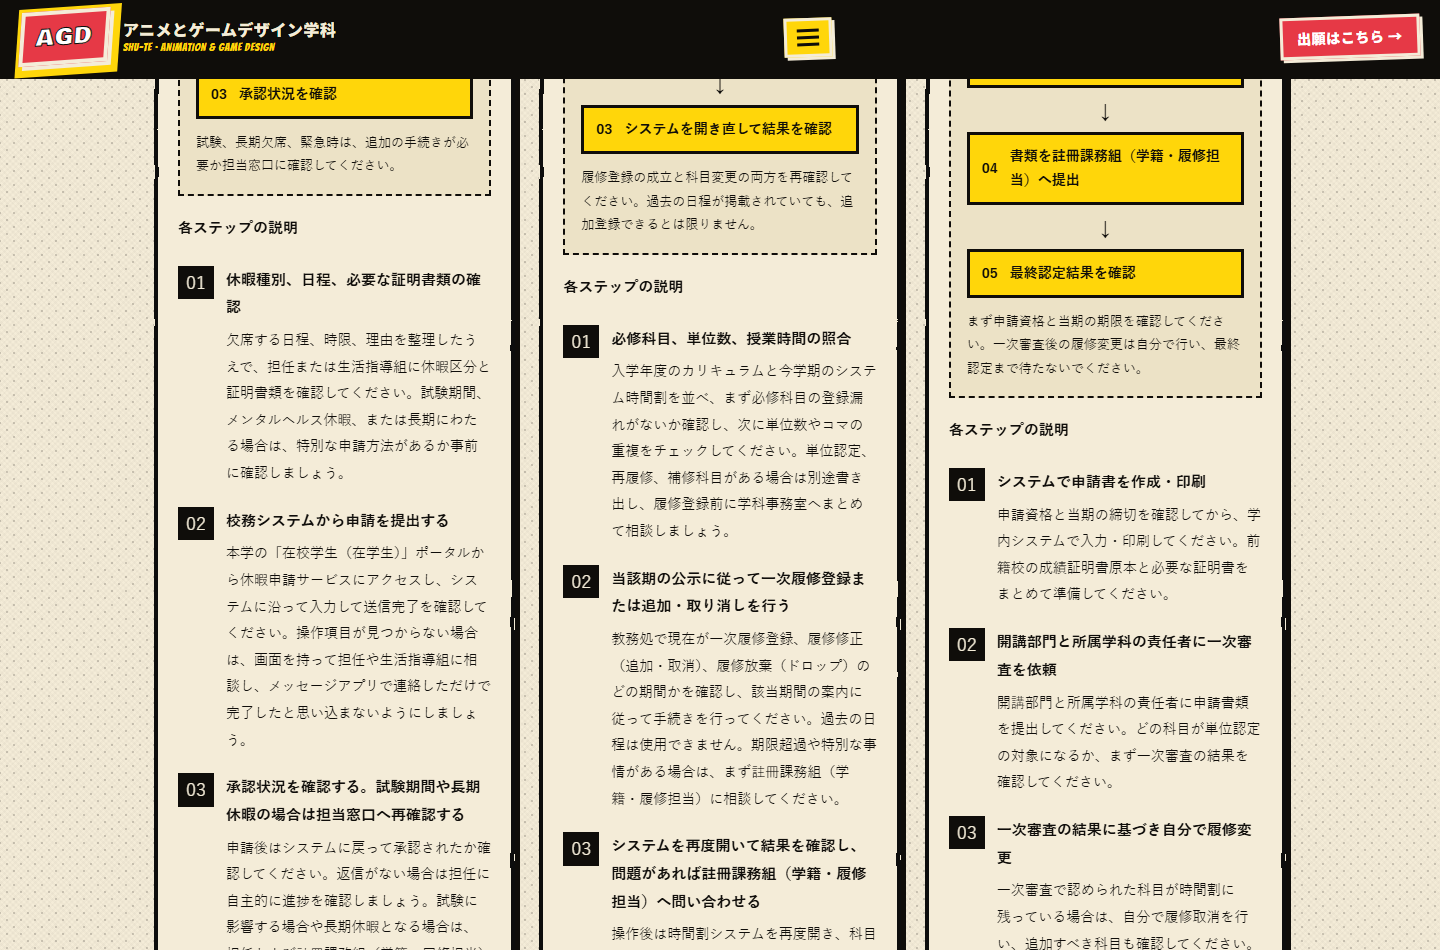 AGD
アニメとゲームデザイン学科
SHU-TE · ANIMATION & GAME DESIGN
出願はこちら →
03 承認状況を確認
試験、長期欠席、緊急時は、追加の手続きが必
要か担当窓口に確認してください。
各ステップの説明
01 休暇種別、日程、必要な証明書類の確
認
欠席する日程、時限、理由を整理したう
えで、担任または生活指導組に休暇区分と
証明書類を確認してください。試験期間、
メンタルヘルス休暇、または長期にわた
る場合は、特別な申請方法があるか事前
に確認しましょう。
02 校務システムから申請を提出する
本学の「在校学生（在学生）」ポータルか
ら休暇申請サービスにアクセスし、シス
テムに沿って入力して送信完了を確認して
ください。操作項目が見つからない場合
は、画面を持って担任や生活指導組に相
談し、メッセージアプリで連絡しただけで
完了したと思い込まないようにしましょ
う。
03 承認状況を確認する。試験期間や長期
休暇の場合は担当窓口へ再確認する
申請後はシステムに戻って承認されたか確
認してください。返信がない場合は担任に
自主的に進捗を確認しましょう。試験に
影響する場合や長期休暇となる場合は、
↓
03 システムを開き直して結果を確認
履修登録の成立と科目変更の両方を再確認して
ください。過去の日程が掲載されていても、追
加登録できるとは限りません。
各ステップの説明
01 必修科目、単位数、授業時間の照合
入学年度のカリキュラムと今学期のシステ
ム時間割を並べ、まず必修科目の登録漏
れがないか確認し、次に単位数やコマの
重複をチェックしてください。単位認定、
再履修、補修科目がある場合は別途書き
出し、履修登録前に学科事務室へまとめ
て相談しましょう。
02 当該期の公示に従って一次履修登録ま
たは追加・取り消しを行う
教務処で現在が一次履修登録、履修修正
（追加・取消）、履修放棄（ドロップ）の
どの期間かを確認し、該当期間の案内に
従って手続きを行ってください。過去の日
程は使用できません。期限超過や特別な事
情がある場合は、まず註冊課務組（学
籍・履修担当）に相談してください。
03 システムを再度開いて結果を確認し、
問題があれば註冊課務組（学籍・履修
担当）へ問い合わせる
操作後は時間割システムを再度開き、科目
↓
04 書類を註冊課務組（学籍・履修担
当）へ提出
↓
05 最終認定結果を確認
まず申請資格と当期の期限を確認してくださ
い。一次審査後の履修変更は自分で行い、最終
認定まで待たないでください。
各ステップの説明
01 システムで申請書を作成・印刷
申請資格と当期の締切を確認してから、学
内システムで入力・印刷してください。前
籍校の成績証明書原本と必要な証明書を
まとめて準備してください。
02 開講部門と所属学科の責任者に一次審
査を依頼
開講部門と所属学科の責任者に申請書類
を提出してください。どの科目が単位認定
の対象になるか、まず一次審査の結果を
確認してください。
03 一次審査の結果に基づき自分で履修変
更
一次審査で認められた科目が時間割に
残っている場合は、自分で履修取消を行
い、追加すべき科目も確認してください。